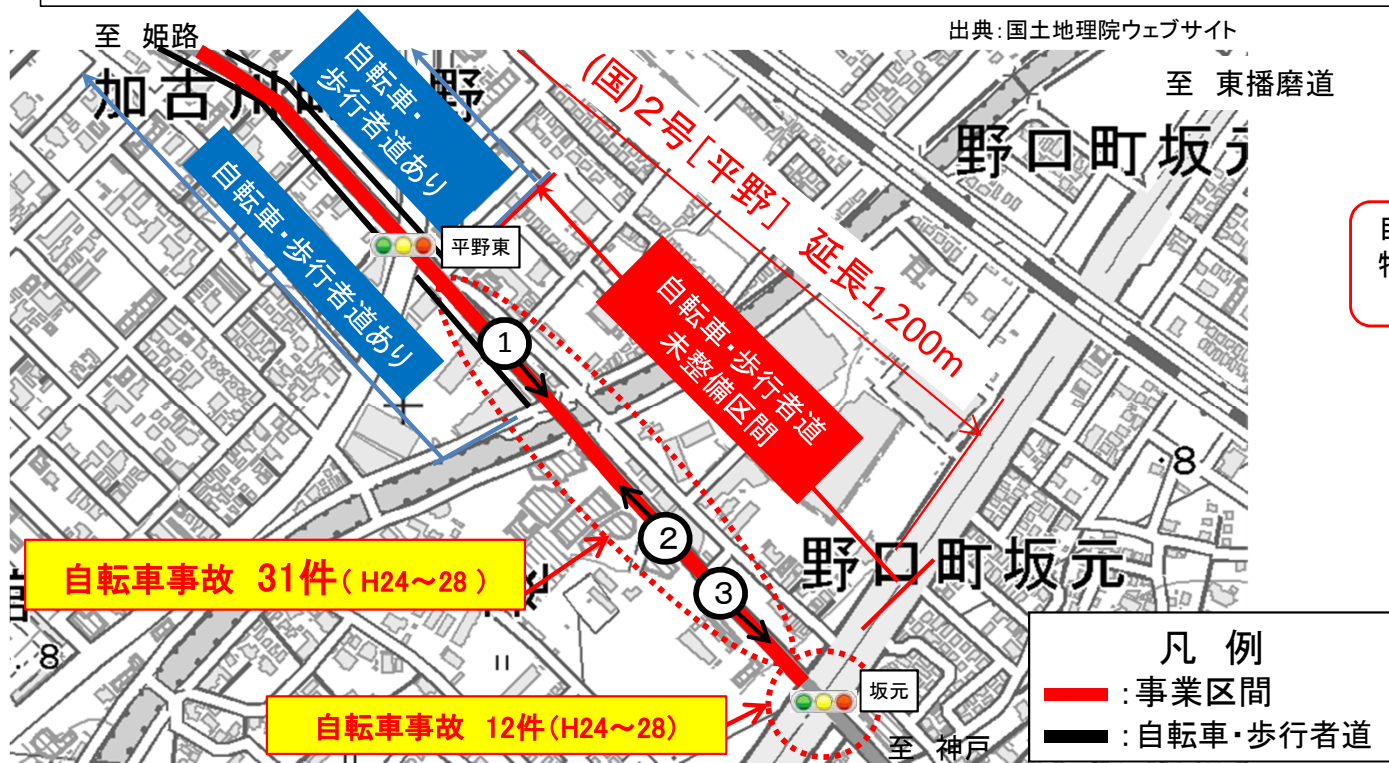 出典：国土地理院ウェブサイト
至 姫路
至 東播磨道
加古川町
野
野口町坂元
自転車・
歩行者道あり
(国)2号[平野] 延長1,200m
自転車・歩行者道あり
平野東
自転車・歩行者道
未整備区間
1
2
3
8
野口町坂元
自転車事故 31件(H24～28)
8
自転車事故 12件(H24～28)
坂元
至 神戸
凡 例
：事業区間
：自転車・歩行者道